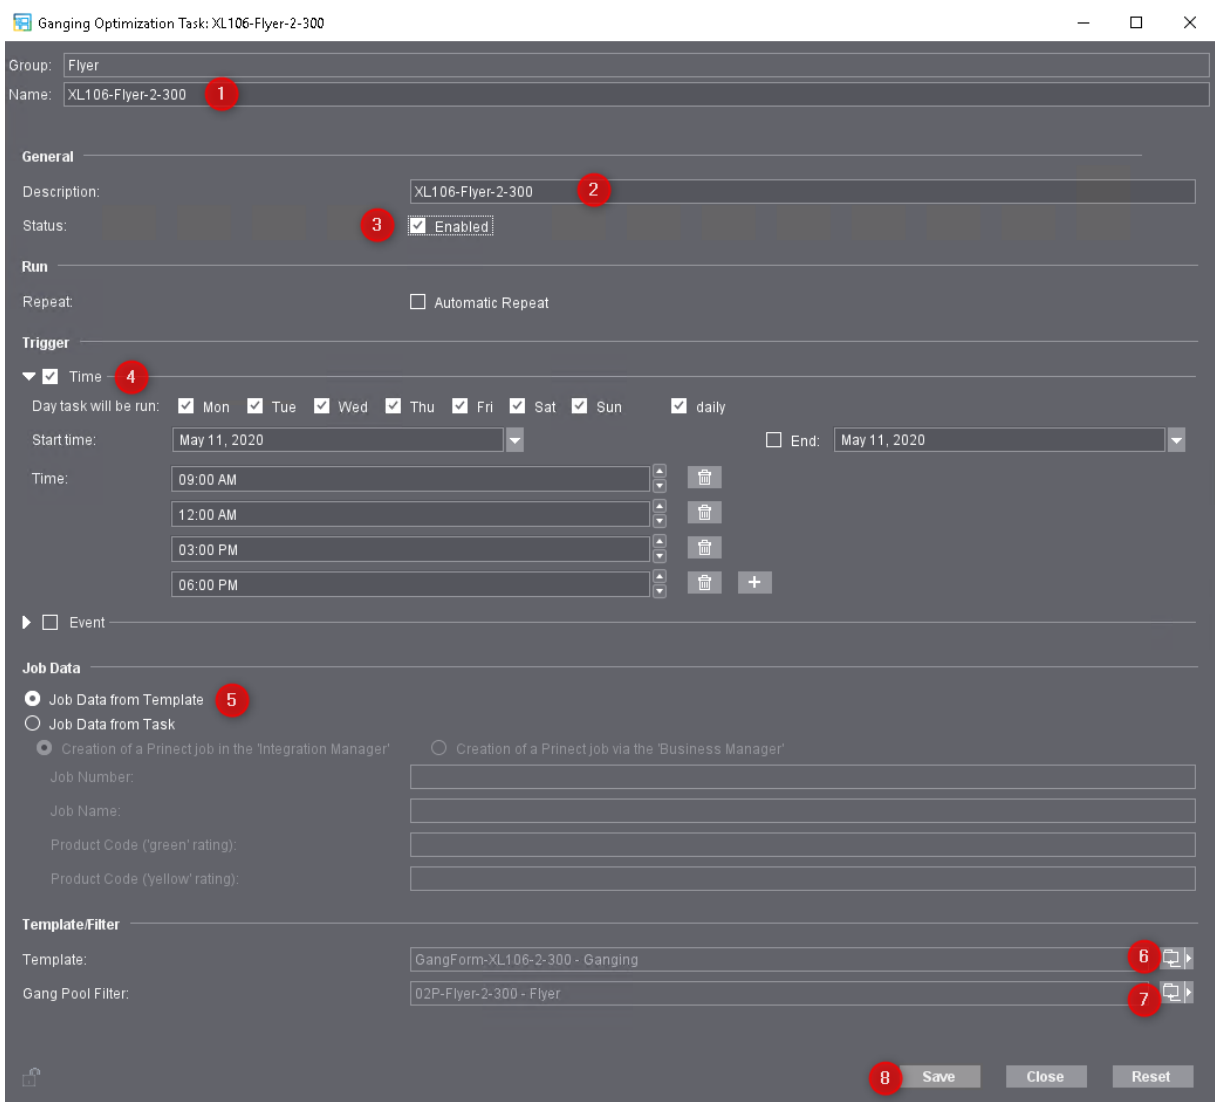 Ganging Optimization Task: XL106-Flyer-2-300
Group: Flyer
Name: XL106-Flyer-2-300 1
General
Description: XL106-Flyer-2-300 2
Status: 3 Enabled
Run
Repeat: Automatic Repeat
Trigger
Time 4
Day task will be run: Mon Tue Wed Thu Fri Sat Sun daily
Start time: May 11, 2020 End: May 11, 2020
Time: 09:00 AM
12:00 AM
03:00 PM
06:00 PM
Event
Job Data
Job Data from Template 5
Job Data from Task
Creation of a Prinect job in the 'Integration Manager' Creation of a Prinect job via the 'Business Manager'
Job Number:
Job Name:
Product Code ('green' rating):
Product Code ('yellow' rating):
Template/Filter
Template: GangForm-XL106-2-300 - Ganging 6
Gang Pool Filter: 02P-Flyer-2-300 - Flyer 7
8 Save Close Reset